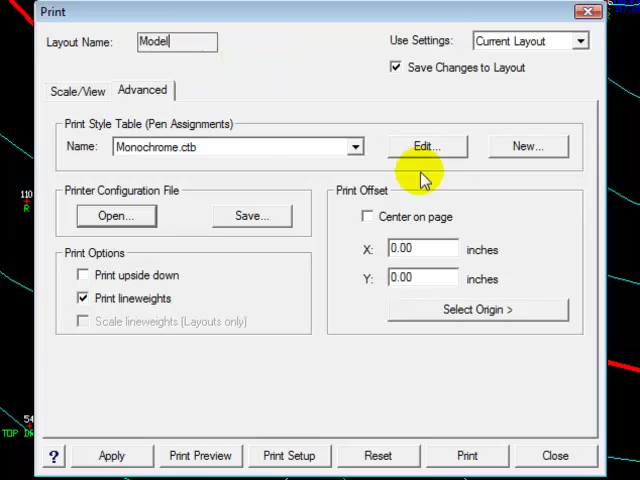 Print
Layout Name: Model
Use Settings: Current Layout
Save Changes to Layout
Scale/View Advanced
Print Style Table (Pen Assignments)
Name: Monochrome.ctb Edit... New...
Printer Configuration File
Open... Save...
Print Offset
Center on page
X: 0.00 inches
Y: 0.00 inches
Select Origin >
Print Options
Print upside down
Print lineweights
Scale lineweights (Layouts only)
110
R
54
TOP
? Apply Print Preview Print Setup Reset Print Close